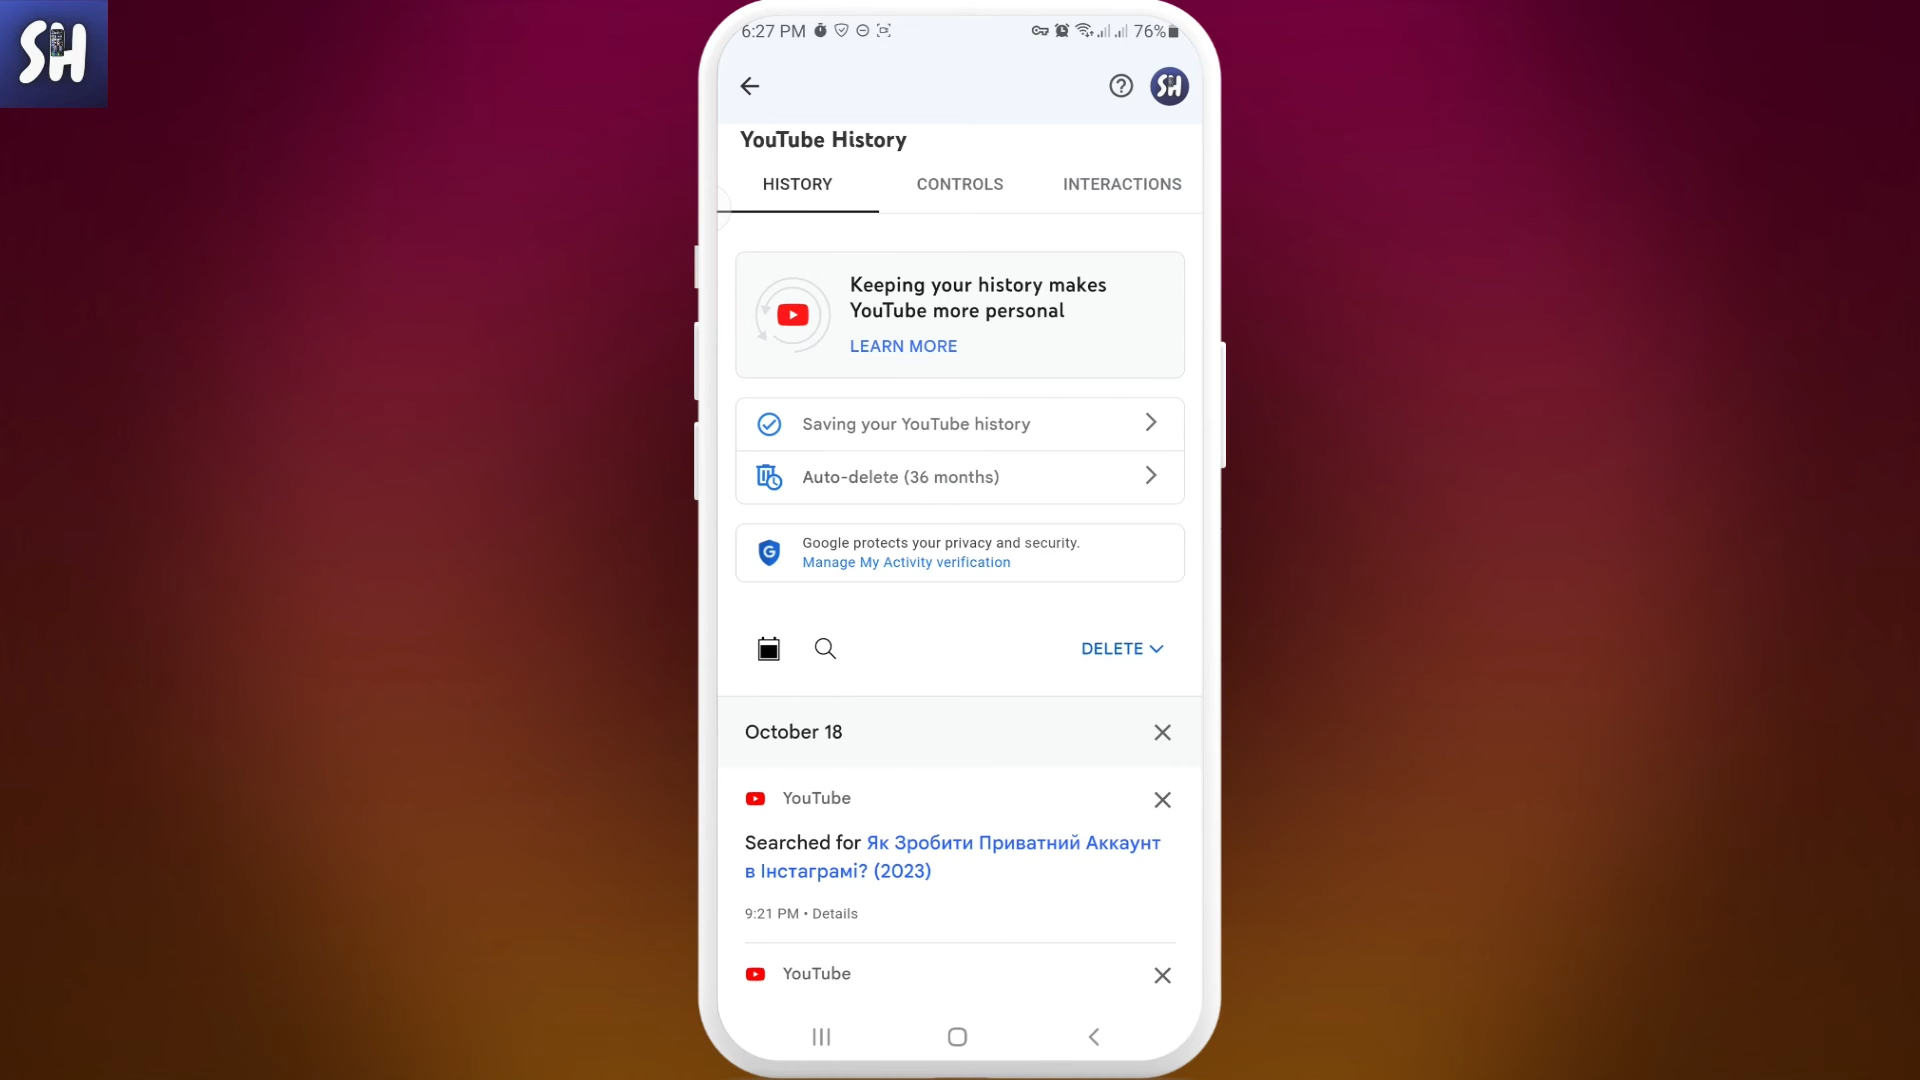 SH
6:27 PM
76%
SH
YouTube History
HISTORY
CONTROLS
INTERACTIONS
Keeping your history makes
YouTube more personal
LEARN MORE
Saving your YouTube history
Auto-delete (36 months)
Google protects your privacy and security.
Manage My Activity verification
DELETE
October 18
YouTube
Searched for Як Зробити Приватний Аккаунт
в Інстаграмі? (2023)
9:21 PM • Details
YouTube